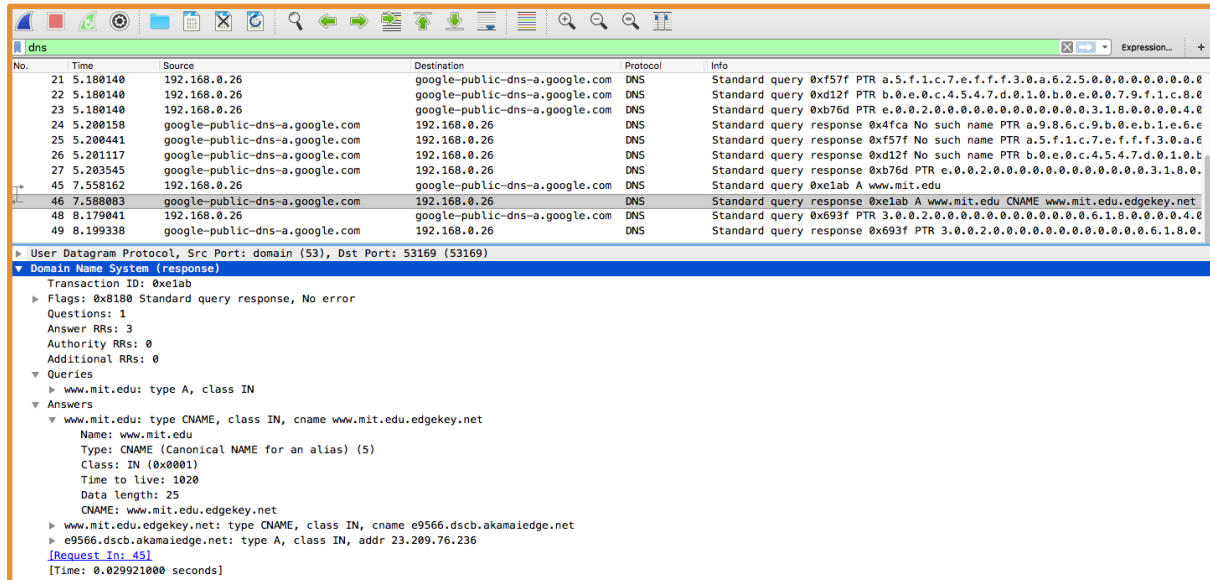 dns
Expression...
+
No. Time Source Destination Protocol Info
21 5.180140 192.168.0.26 google-public-dns-a.google.com DNS Standard query 0xf57f PTR a.5.f.1.c.7.e.f.f.f.3.0.a.6.2.5.0.0.0.0.0.0.0.0
22 5.180140 192.168.0.26 google-public-dns-a.google.com DNS Standard query 0xd12f PTR b.0.e.0.c.4.5.4.7.d.0.1.0.b.0.e.0.0.7.9.f.1.c.8.0
23 5.180140 192.168.0.26 google-public-dns-a.google.com DNS Standard query 0xb76d PTR e.0.0.2.0.0.0.0.0.0.0.0.0.0.0.0.3.1.8.0.0.0.0.4.0
24 5.200158 google-public-dns-a.google.com 192.168.0.26 DNS Standard query response 0x4fca No such name PTR a.9.8.6.c.9.b.0.e.b.1.e.6.e
25 5.200441 google-public-dns-a.google.com 192.168.0.26 DNS Standard query response 0xf57f No such name PTR a.5.f.1.c.7.e.f.f.f.3.0.a.6
26 5.201117 google-public-dns-a.google.com 192.168.0.26 DNS Standard query response 0xd12f No such name PTR b.0.e.0.c.4.5.4.7.d.0.1.0.b
27 5.203545 google-public-dns-a.google.com 192.168.0.26 DNS Standard query response 0xb76d PTR e.0.0.2.0.0.0.0.0.0.0.0.0.0.0.0.3.1.8.0.
45 7.558162 192.168.0.26 google-public-dns-a.google.com DNS Standard query 0xe1ab A www.mit.edu
46 7.588083 google-public-dns-a.google.com 192.168.0.26 DNS Standard query response 0xe1ab A www.mit.edu CNAME www.mit.edu.edgekey.net
48 8.179041 192.168.0.26 google-public-dns-a.google.com DNS Standard query 0x693f PTR 3.0.0.2.0.0.0.0.0.0.0.0.0.0.0.0.6.1.8.0.0.0.0.4.0
49 8.199338 google-public-dns-a.google.com 192.168.0.26 DNS Standard query response 0x693f PTR 3.0.0.2.0.0.0.0.0.0.0.0.0.0.0.0.6.1.8.0.
User Datagram Protocol, Src Port: domain (53), Dst Port: 53169 (53169)
Domain Name System (response)
Transaction ID: 0xe1ab
Flags: 0x8180 Standard query response, No error
Questions: 1
Answer RRs: 3
Authority RRs: 0
Additional RRs: 0
Queries
www.mit.edu: type A, class IN
Answers
www.mit.edu: type CNAME, class IN, cname www.mit.edu.edgekey.net
Name: www.mit.edu
Type: CNAME (Canonical NAME for an alias) (5)
Class: IN (0x0001)
Time to live: 1020
Data length: 25
CNAME: www.mit.edu.edgekey.net
www.mit.edu.edgekey.net: type CNAME, class IN, cname e9566.dscb.akamaiedge.net
e9566.dscb.akamaiedge.net: type A, class IN, addr 23.209.76.236
[Request In: 45]
[Time: 0.029921000 seconds]